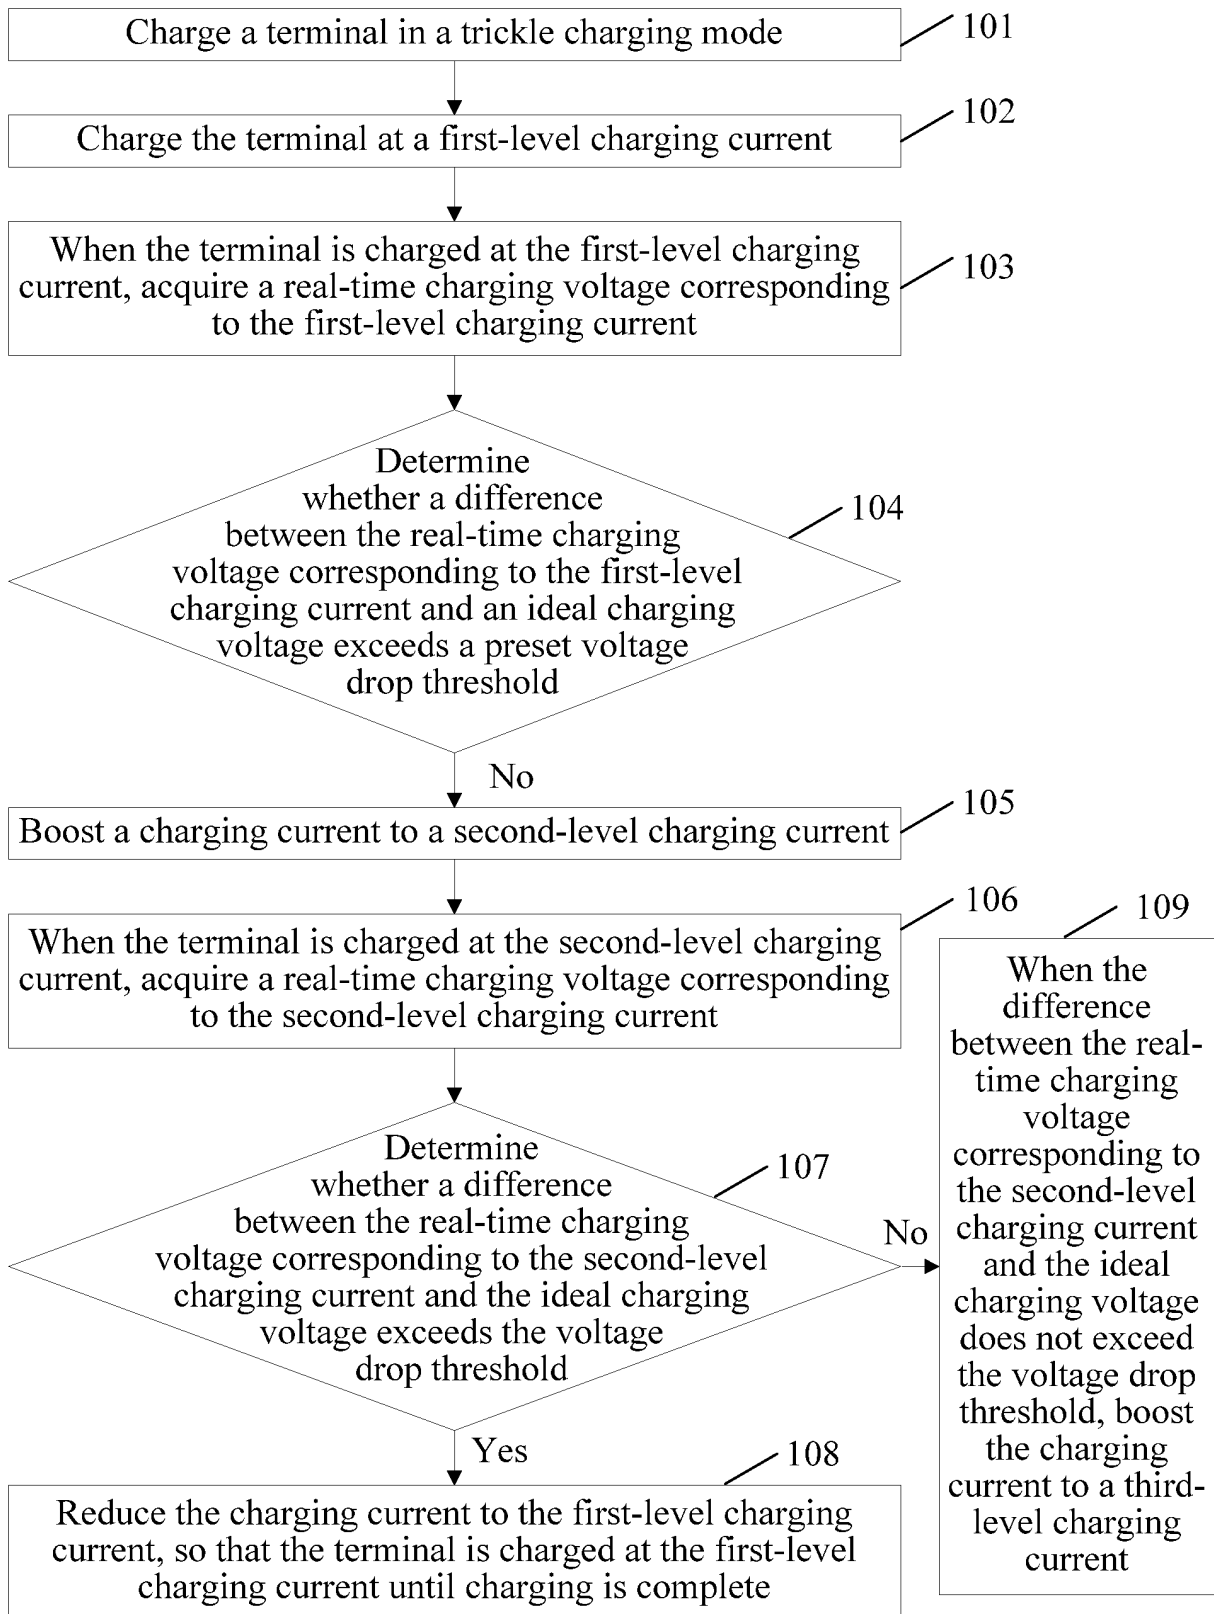 Charge a terminal in a trickle charging mode
101
Charge the terminal at a first-level charging current
102
When the terminal is charged at the first-level charging
current, acquire a real-time charging voltage corresponding
to the first-level charging current
103
Determine
whether a difference
between the real-time charging
voltage corresponding to the first-level
charging current and an ideal charging
voltage exceeds a preset voltage
drop threshold
104
No
Boost a charging current to a second-level charging current
105
When the terminal is charged at the second-level charging
current, acquire a real-time charging voltage corresponding
to the second-level charging current
106
Determine
whether a difference
between the real-time charging
voltage corresponding to the second-level
charging current and the ideal charging
voltage exceeds the voltage
drop threshold
107
No
109
When the
difference
between the real-
time charging
voltage
corresponding to
the second-level
charging current
and the ideal
charging voltage
does not exceed
the voltage drop
threshold, boost
the charging
current to a third-
level charging
current
Yes
108
Reduce the charging current to the first-level charging
current, so that the terminal is charged at the first-level
charging current until charging is complete